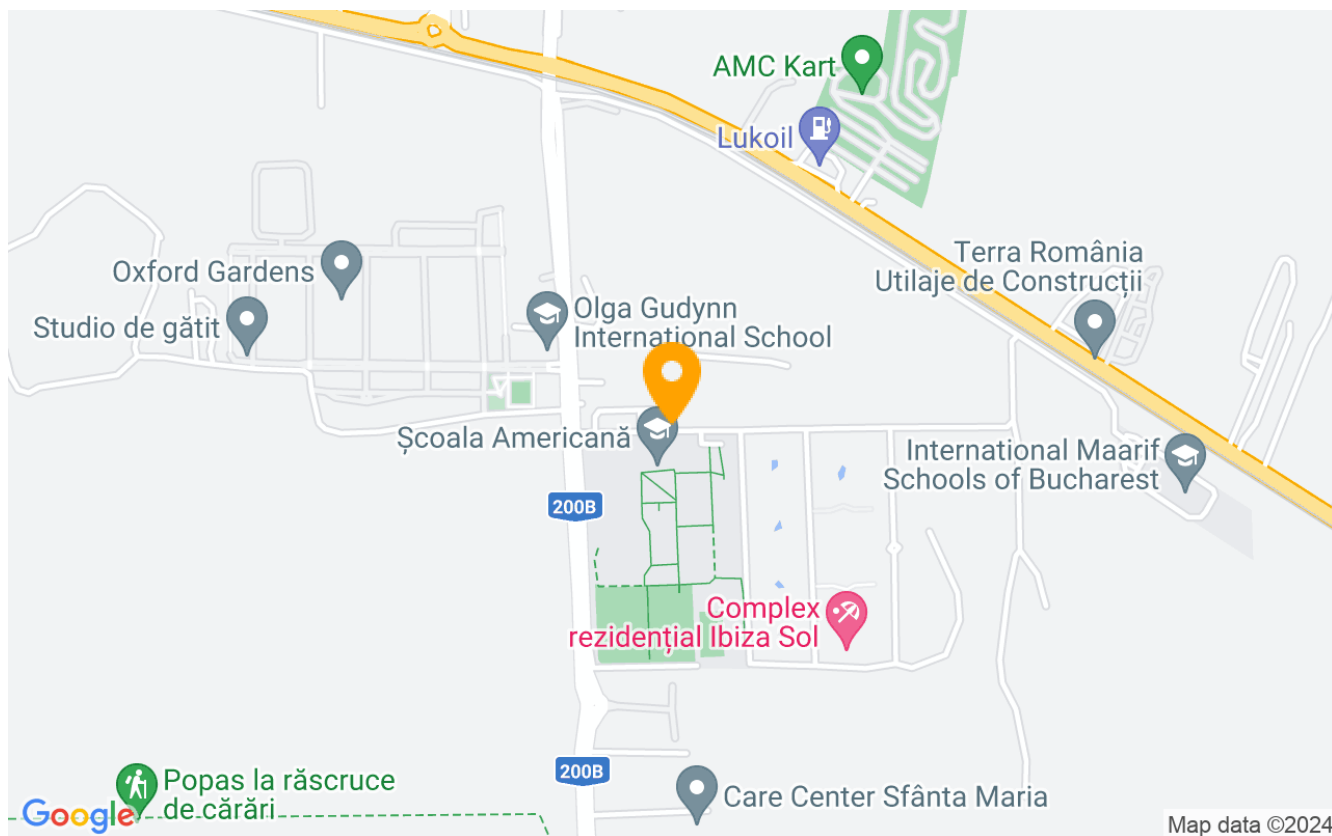 AMC Kart
Lukoil
Terra România
Utilaje de Construcții
Oxford Gardens
Olga Gudynn
International School
Studio de gătit
Școala Americană
International Maarif
Schools of Bucharest
200B
Complex
rezidențial Ibiza Sol
200B
Popas la răscruce
de cărări
Care Center Sfânta Maria
Google
Map data ©2024